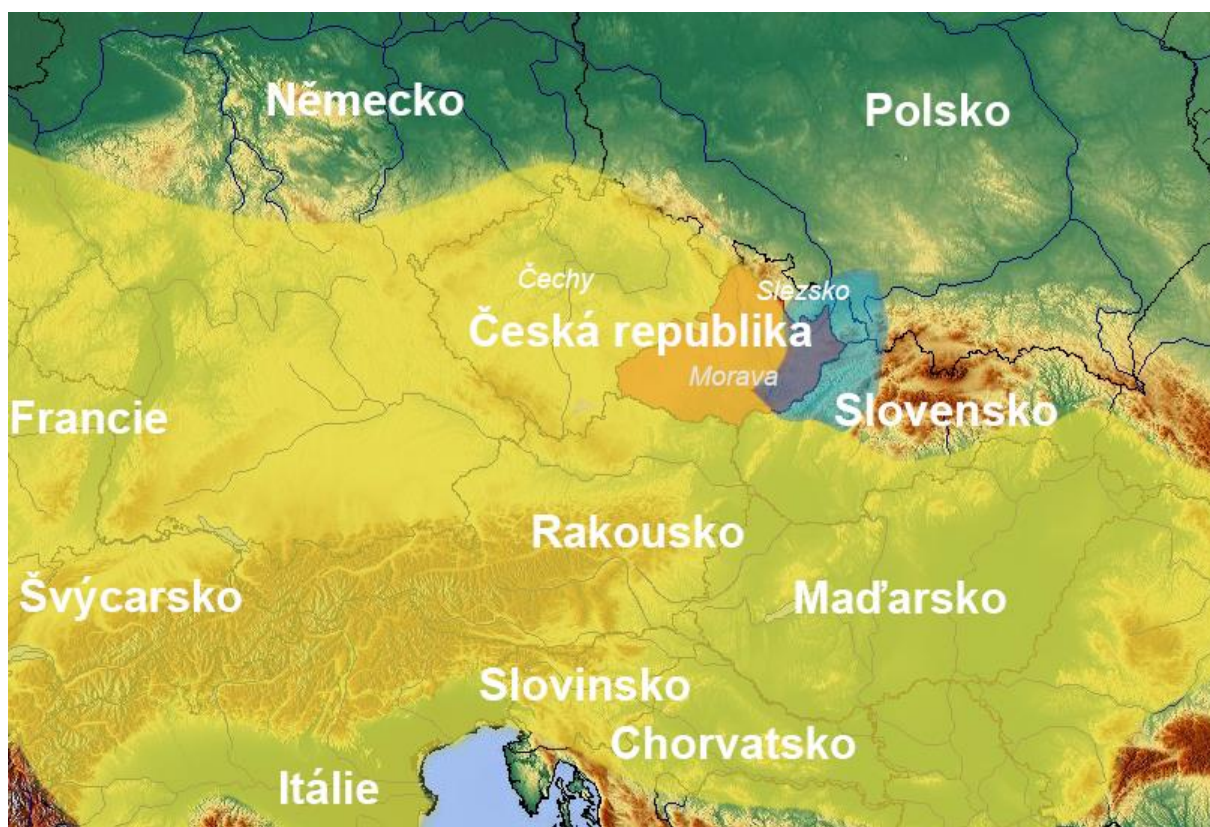 Německo
Polsko
Čechy
Slezsko
Česká republika
Morava
Francie
Slovensko
Rakousko
Švýcarsko
Maďarsko
Slovinsko
Chorvatsko
Itálie